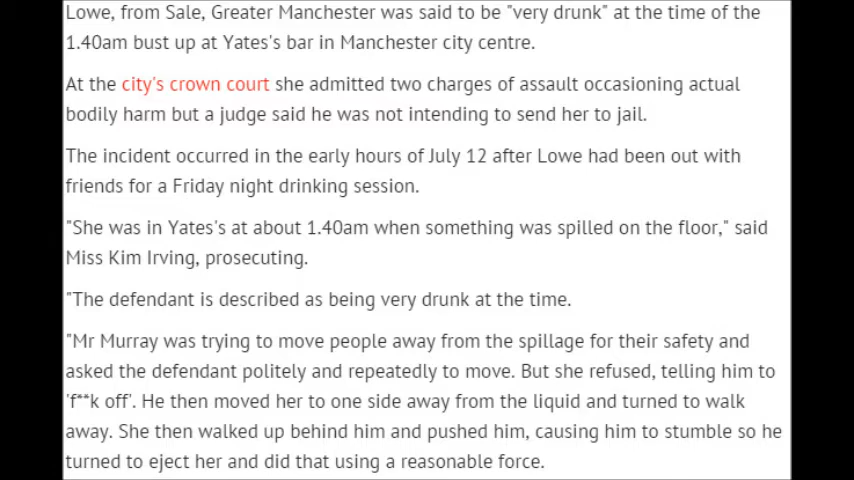 Lowe, from Sale, Greater Manchester was said to be "very drunk" at the time of the
1.40am bust up at Yates's bar in Manchester city centre.
At the city's crown court she admitted two charges of assault occasioning actual
bodily harm but a judge said he was not intending to send her to jail.
The incident occurred in the early hours of July 12 after Lowe had been out with
friends for a Friday night drinking session.
"She was in Yates's at about 1.40am when something was spilled on the floor," said
Miss Kim Irving, prosecuting.
"The defendant is described as being very drunk at the time.
"Mr Murray was trying to move people away from the spillage for their safety and
asked the defendant politely and repeatedly to move. But she refused, telling him to
'f**k off'. He then moved her to one side away from the liquid and turned to walk
away. She then walked up behind him and pushed him, causing him to stumble so he
turned to eject her and did that using a reasonable force.